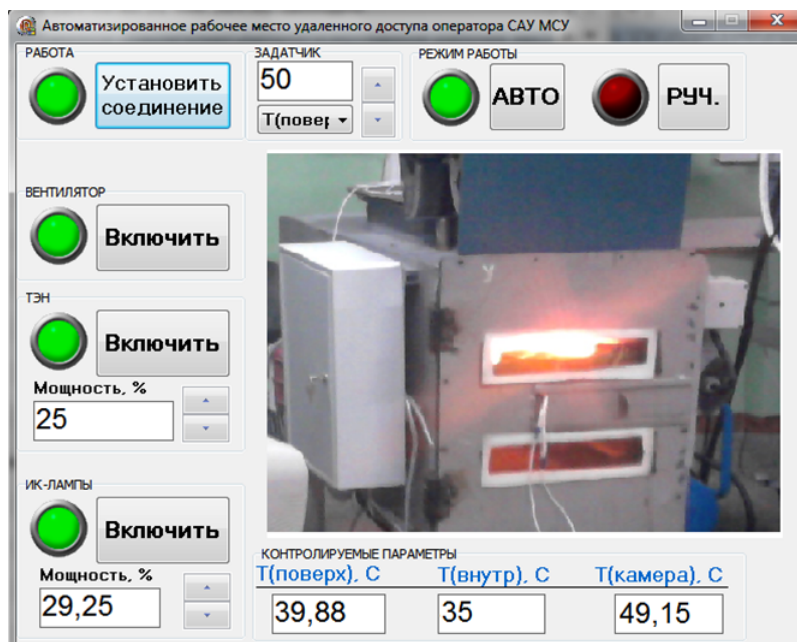 Автоматизированное рабочее место удаленного доступа оператора САУ МСУ
РАБОТА
Установить
соединение
ЗАДАТЧИК
50
Т(повер
РЕЖИМ РАБОТЫ
АВТО
РУЧ.
ВЕНТИЛЯТОР
Включить
ТЭН
Включить
Мощность, %
25
ИК-ЛАМПЫ
Включить
Мощность, %
29,25
КОНТРОЛИРУЕМЫЕ ПАРАМЕТРЫ
Т(поверх), С Т(внутр), С Т(камера), С
39,88 35 49,15